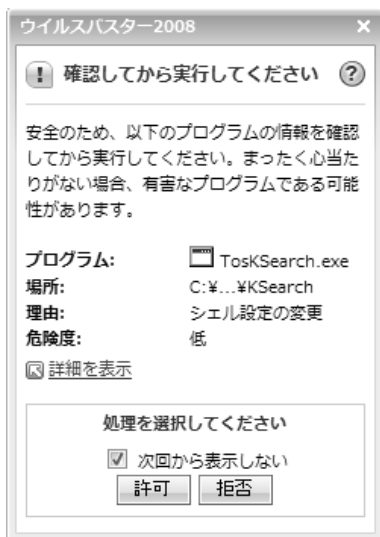 ウイルスバスター2008
確認してから実行してください
安全のため、以下のプログラムの情報を確認
してから実行してください。まったく心当た
りがない場合、有害なプログラムである可能
性があります。
プログラム: TosKSearch.exe
場所: C:¥...¥KSearch
理由: シェル設定の変更
危険度: 低
詳細を表示
処理を選択してください
次回から表示しない
許可 拒否